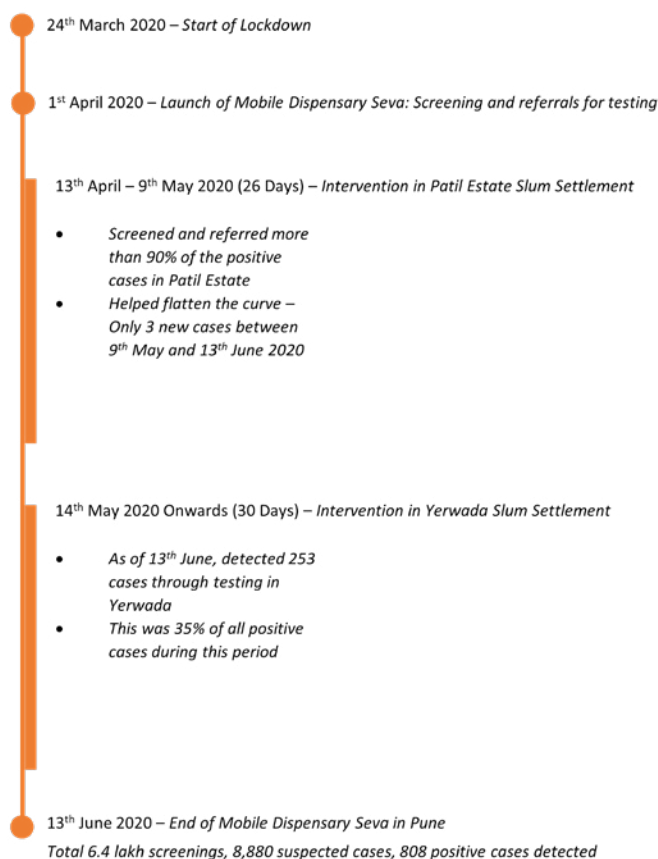 24th March 2020 – Start of Lockdown
1st April 2020 – Launch of Mobile Dispensary Seva: Screening and referrals for testing
13th April – 9th May 2020 (26 Days) – Intervention in Patil Estate Slum Settlement
• Screened and referred more
than 90% of the positive
cases in Patil Estate
• Helped flatten the curve –
Only 3 new cases between
9th May and 13th June 2020
14th May 2020 Onwards (30 Days) – Intervention in Yerwada Slum Settlement
• As of 13th June, detected 253
cases through testing in
Yerwada
• This was 35% of all positive
cases during this period
13th June 2020 – End of Mobile Dispensary Seva in Pune
Total 6.4 lakh screenings, 8,880 suspected cases, 808 positive cases detected